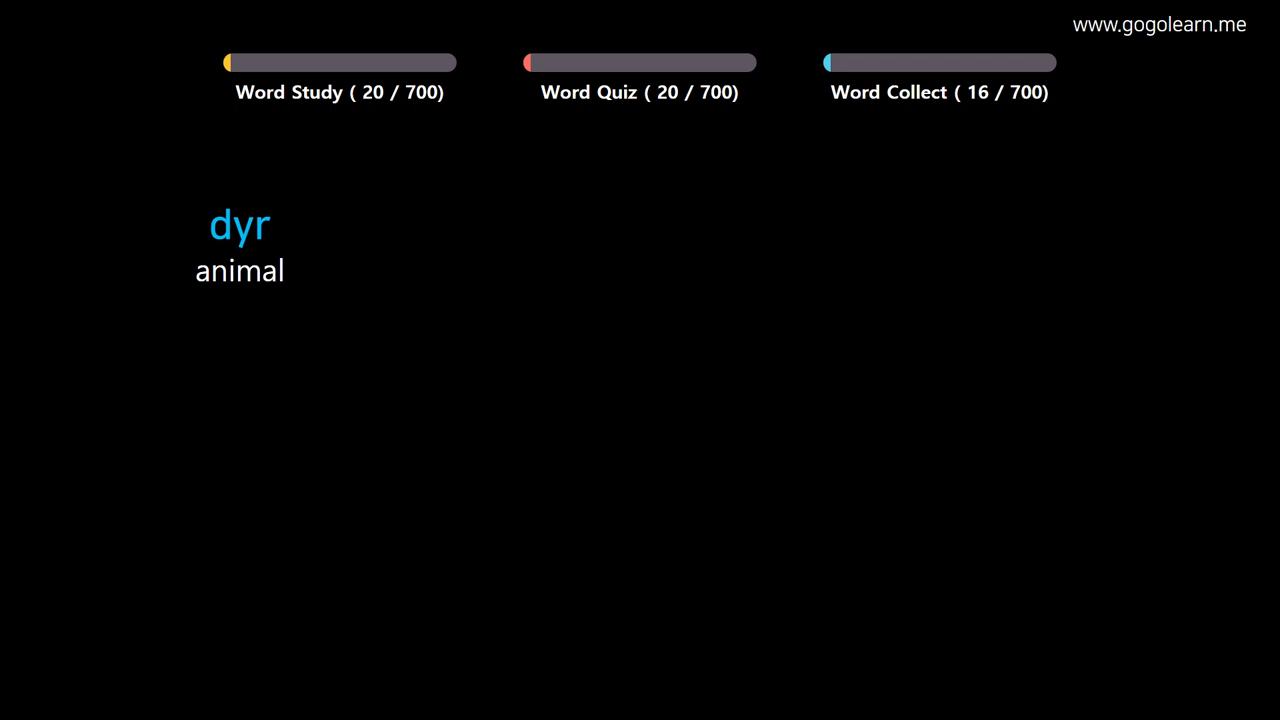 www.gogolearn.me
Word Study ( 20 / 700)
Word Quiz ( 20 / 700)
Word Collect ( 16 / 700)
dyr
animal